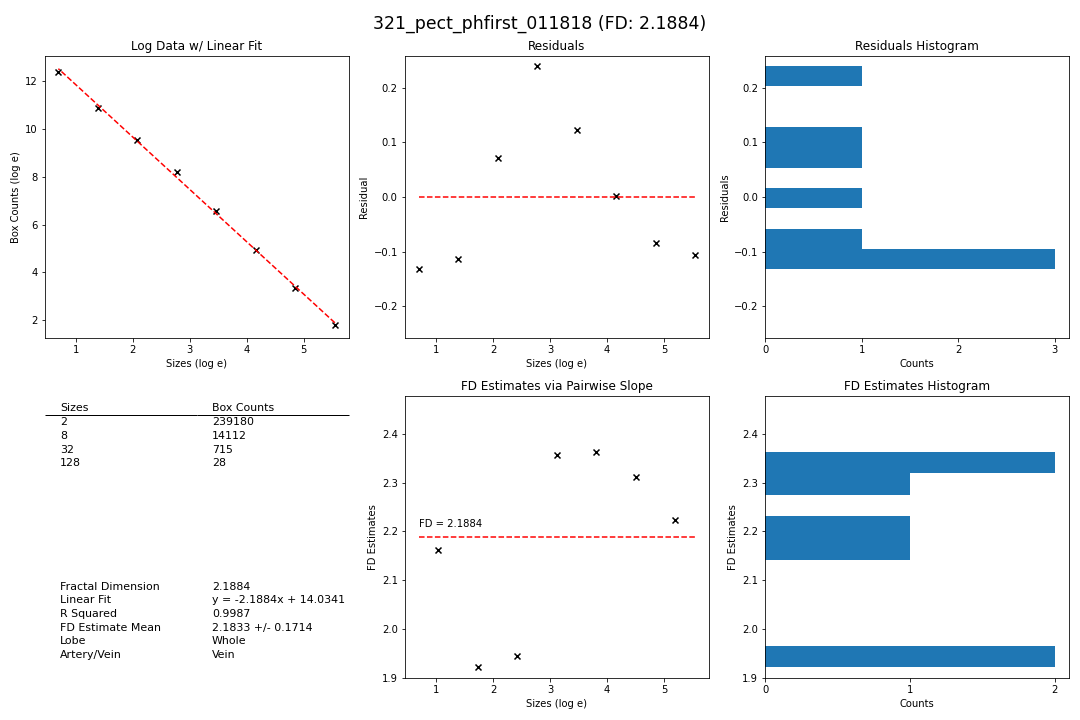 321_pect_phfirst_011818 (FD: 2.1884)
Log Data w/ Linear Fit
Box Counts (log e)
12
10
8
6
4
2
1 2 3 4 5
Sizes (log e)
Residuals
Residual
0.2
0.1
0.0
−0.1
−0.2
1 2 3 4 5
Sizes (log e)
Residuals Histogram
Residuals
0.2
0.1
0.0
−0.1
−0.2
0 1 2 3
Counts
Sizes Box Counts
2 239180
8 14112
32 715
128 28
Fractal Dimension 2.1884
Linear Fit y = -2.1884x + 14.0341
R Squared 0.9987
FD Estimate Mean 2.1833 +/- 0.1714
Lobe Whole
Artery/Vein Vein
FD Estimates via Pairwise Slope
FD Estimates
2.4
2.3
2.2
2.1
2.0
1.9
FD = 2.1884
1 2 3 4 5
Sizes (log e)
FD Estimates Histogram
FD Estimates
2.4
2.3
2.2
2.1
2.0
1.9
0 1 2
Counts